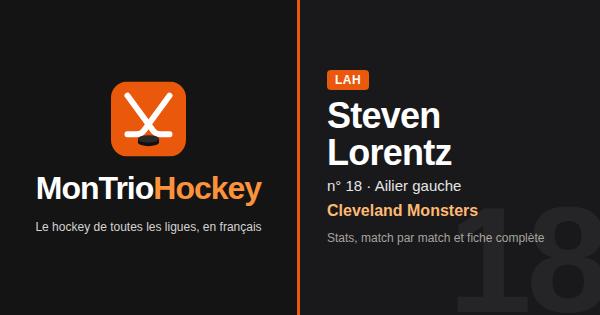 MonTrioHockey
Le hockey de toutes les ligues, en français
LAH
Steven
Lorentz
n° 18 · Ailier gauche
Cleveland Monsters
Stats, match par match et fiche complète
18